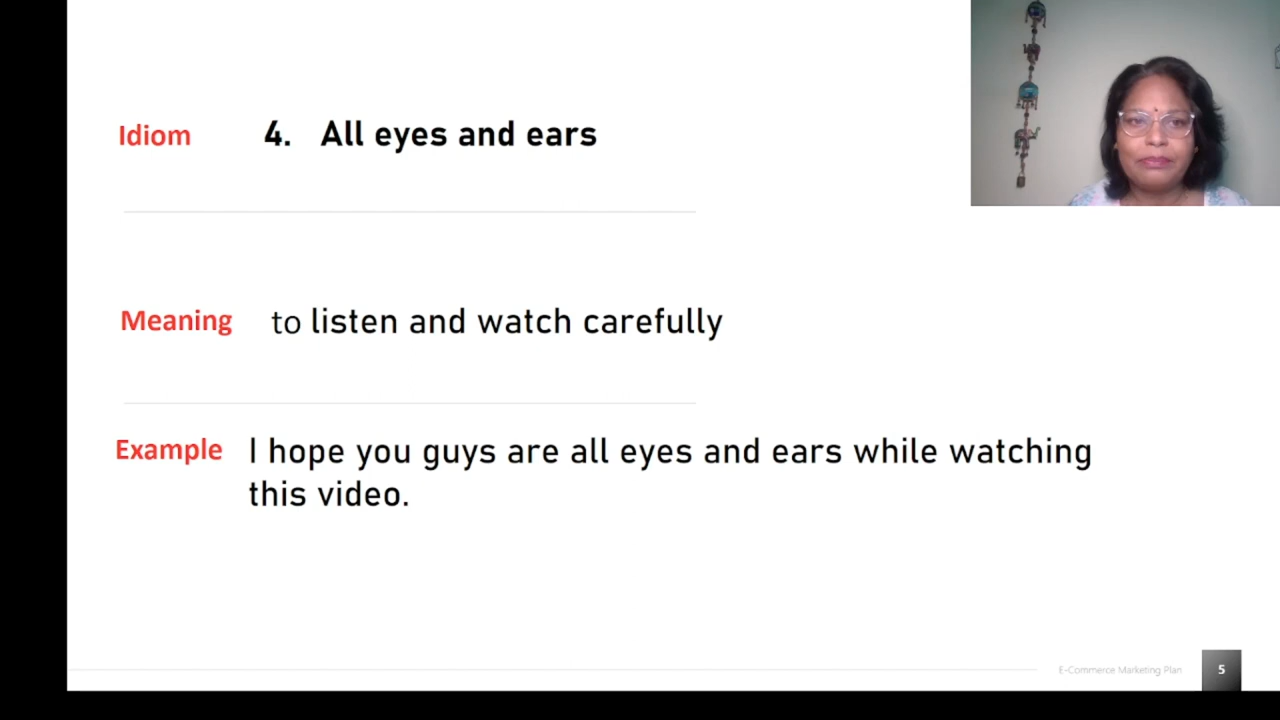 Idiom 4. All eyes and ears
Meaning to listen and watch carefully
Example I hope you guys are all eyes and ears while watching
this video.
E-Commerce Marketing Plan 5